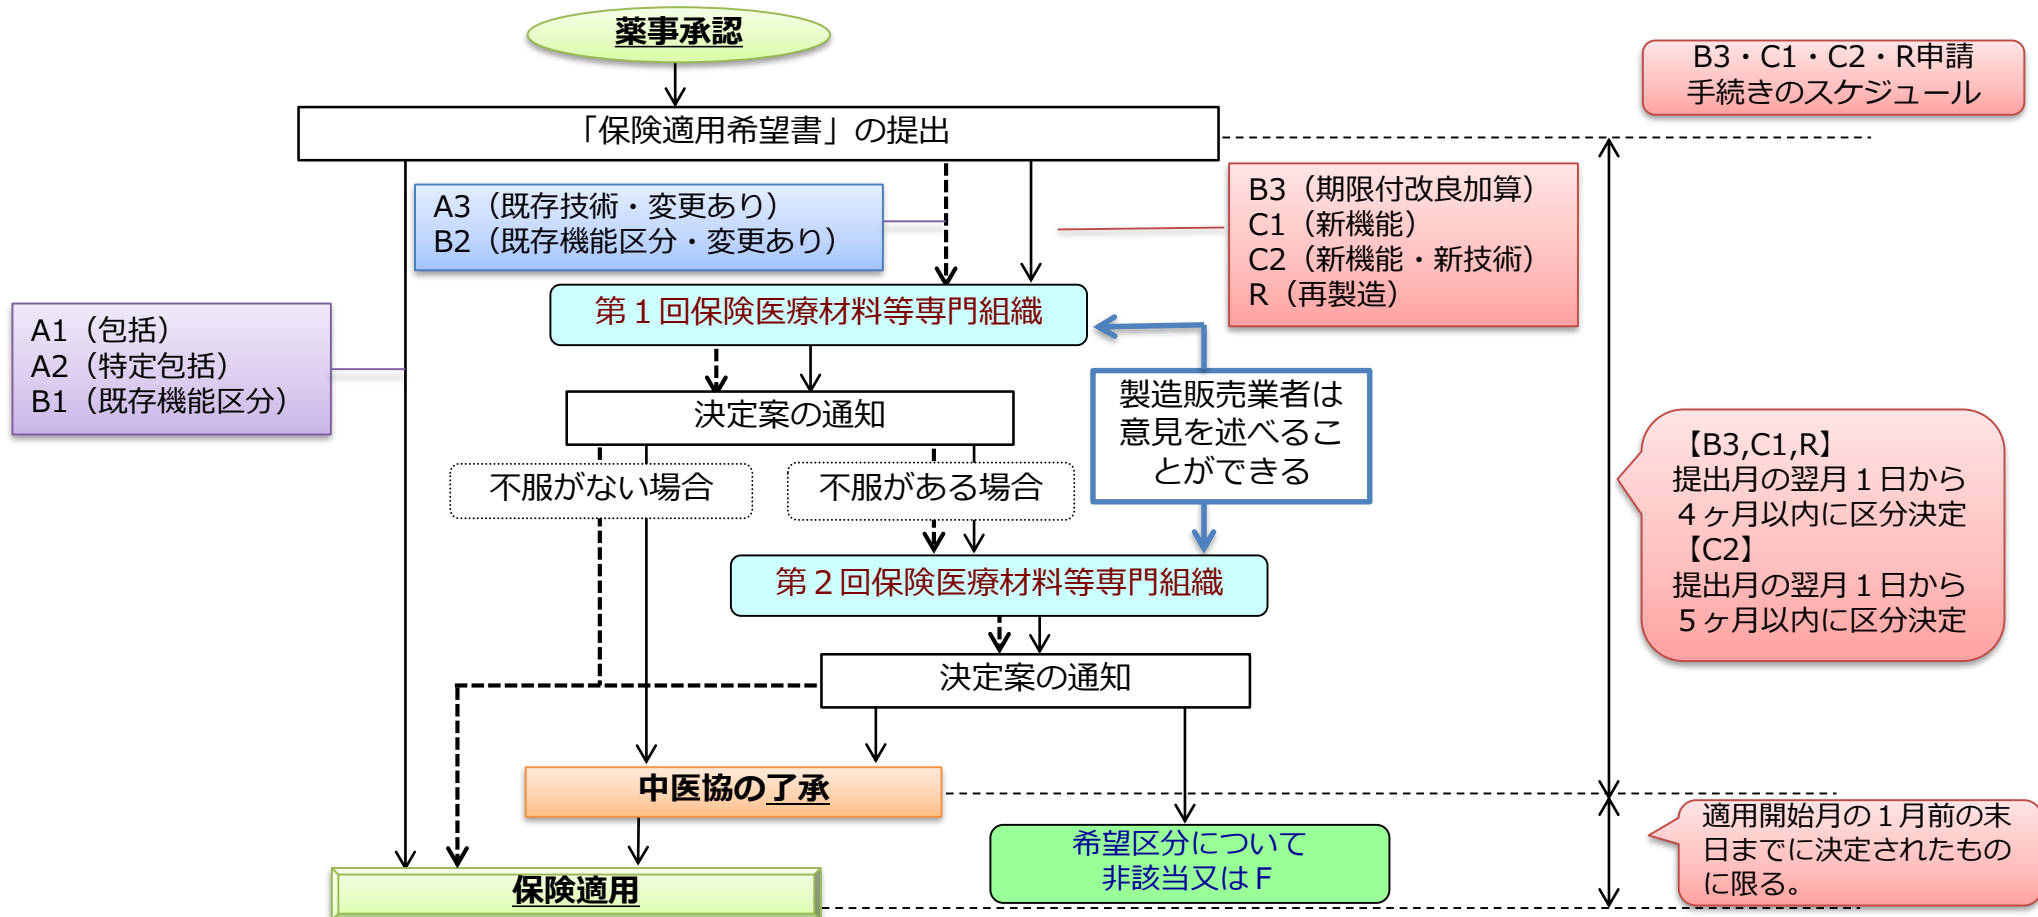 薬事承認
B3・C1・C2・R申請
手続きのスケジュール
「保険適用希望書」の提出
A3（既存技術・変更あり）
B2（既存機能区分・変更あり）
B3（期限付改良加算）
C1（新機能）
C2（新機能・新技術）
R（再製造）
第１回保険医療材料等専門組織
A1（包括）
A2（特定包括）
B1（既存機能区分）
決定案の通知
製造販売業者は
意見を述べるこ
とができる
不服がない場合
不服がある場合
【B3,C1,R】
提出月の翌月１日から
４ヶ月以内に区分決定
【C2】
提出月の翌月１日から
５ヶ月以内に区分決定
第２回保険医療材料等専門組織
決定案の通知
中医協の了承
適用開始月の１月前の末
日までに決定されたもの
に限る。
希望区分について
非該当又はＦ
保険適用